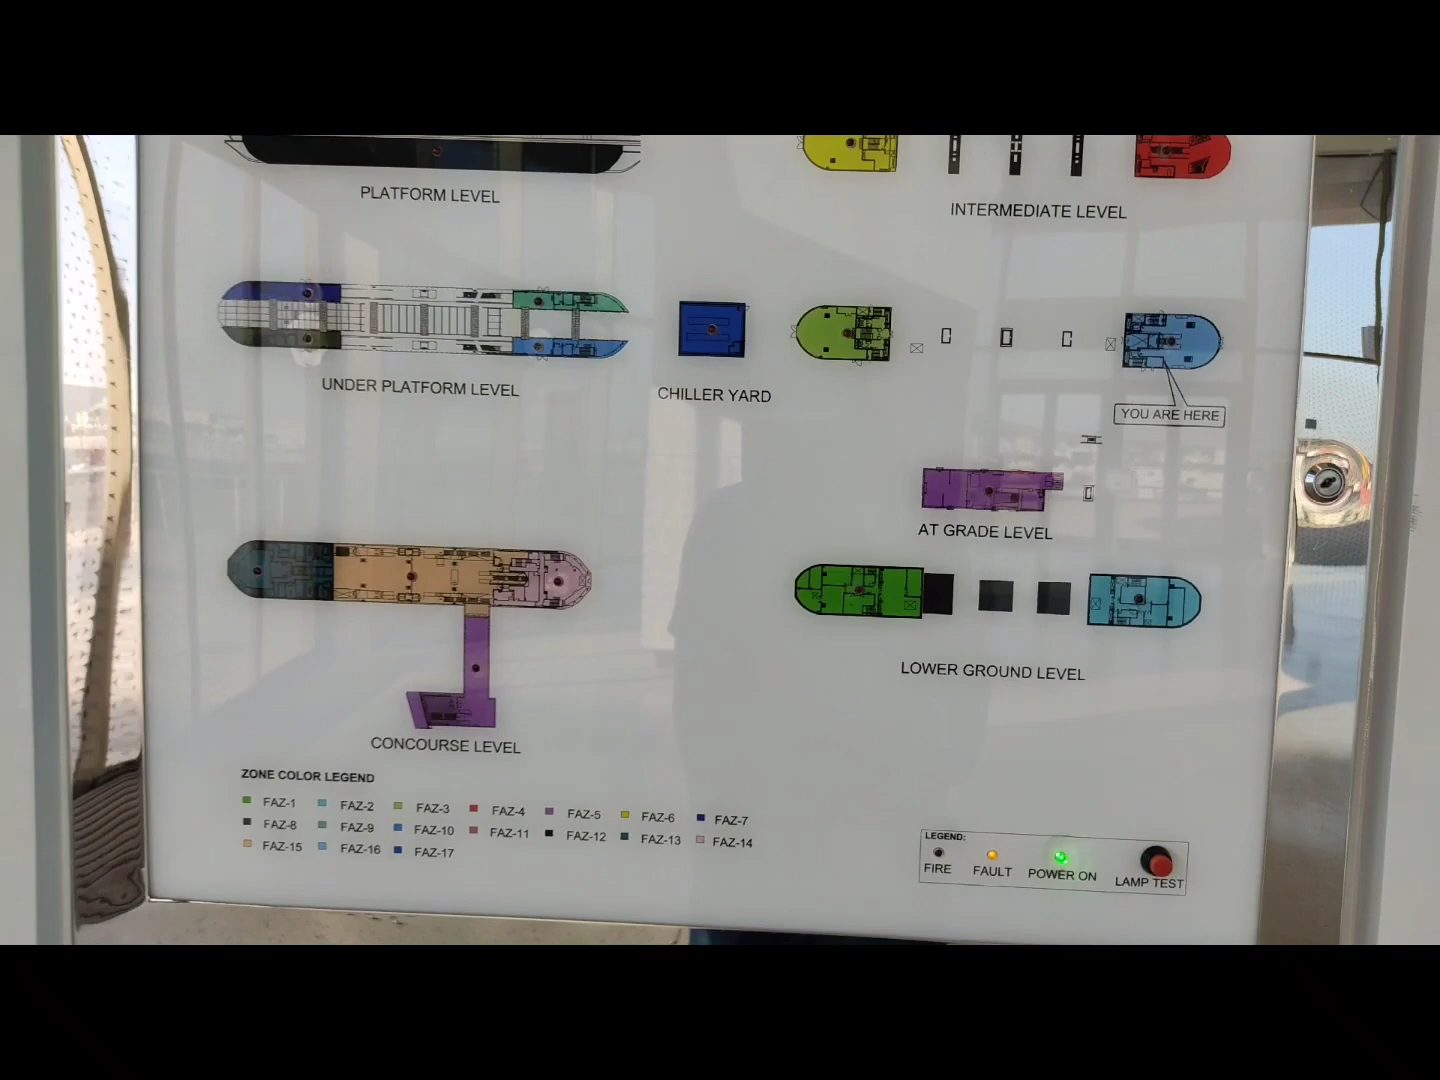 PLATFORM LEVEL
INTERMEDIATE LEVEL
UNDER PLATFORM LEVEL
CHILLER YARD
YOU ARE HERE
AT GRADE LEVEL
LOWER GROUND LEVEL
CONCOURSE LEVEL
ZONE COLOR LEGEND
FAZ-1 FAZ-2 FAZ-3 FAZ-4 FAZ-5 FAZ-6 FAZ-7
FAZ-8 FAZ-9 FAZ-10 FAZ-11 FAZ-12 FAZ-13 FAZ-14
FAZ-15 FAZ-16 FAZ-17
LEGEND:
FIRE FAULT POWER ON LAMP TEST